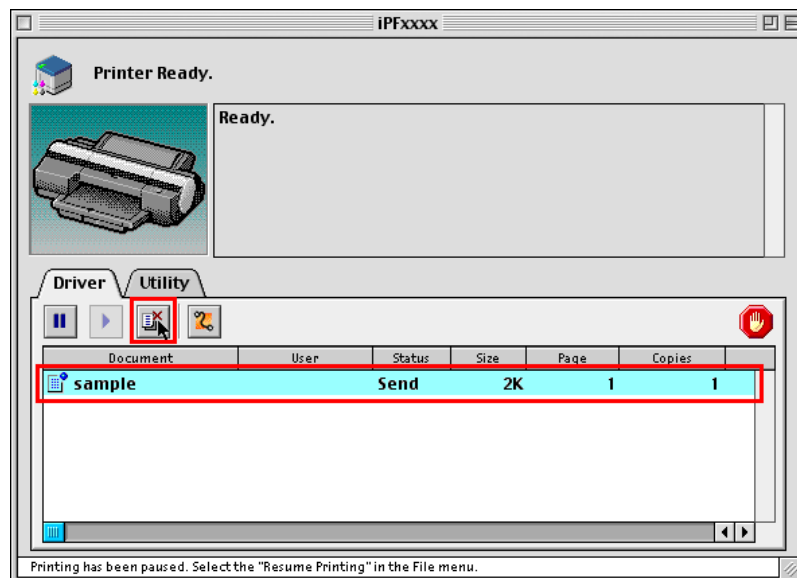 iPFxxxx
Printer Ready.
Ready.
Driver Utility
Document User Status Size Page Copies
sample Send 2K 1 1
Printing has been paused. Select the "Resume Printing" in the File menu.